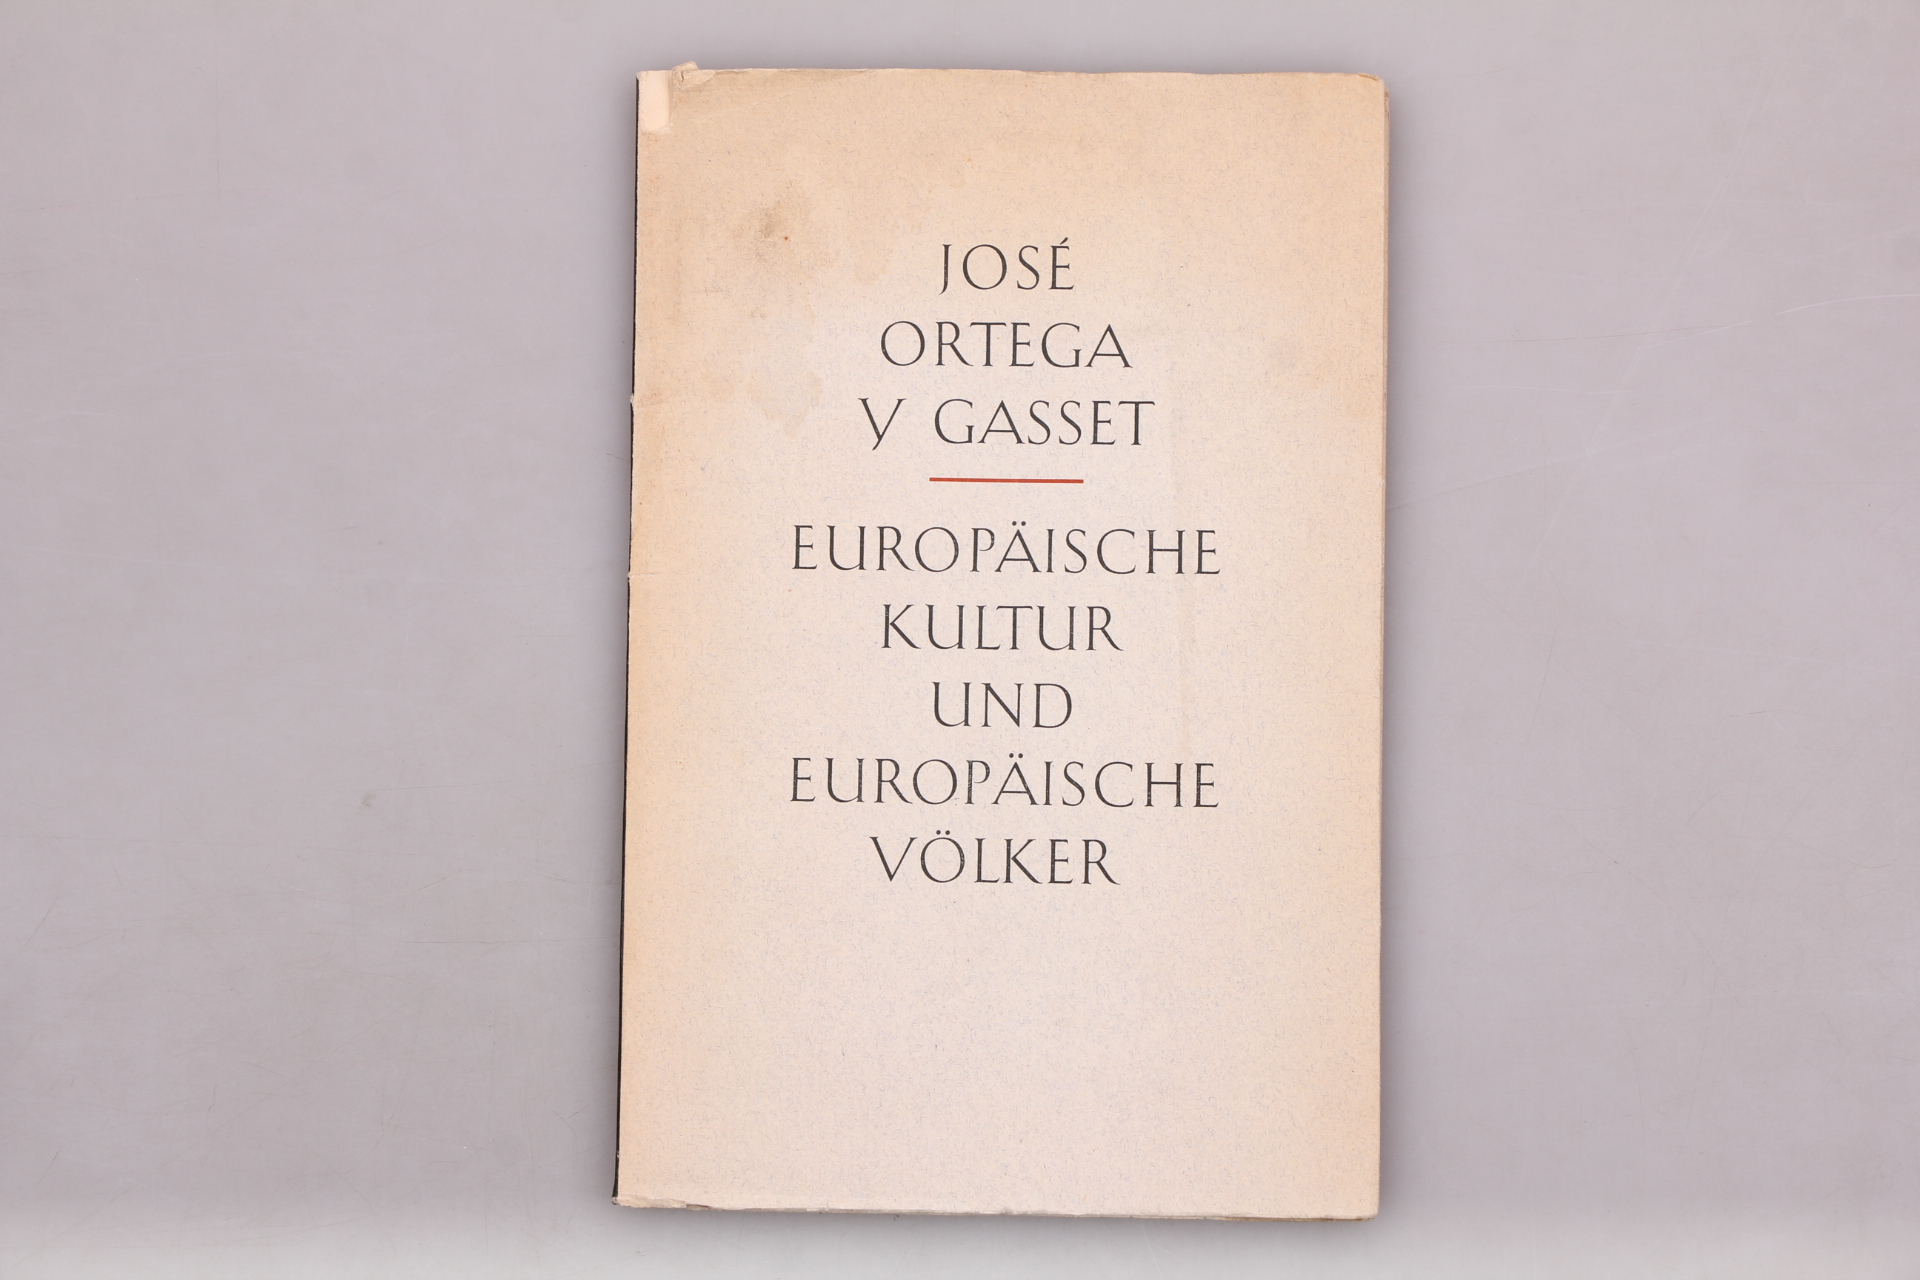 JOSÉ
ORTEGA
Y GASSET
EUROPÄISCHE
KULTUR
UND
EUROPÄISCHE
VÖLKER